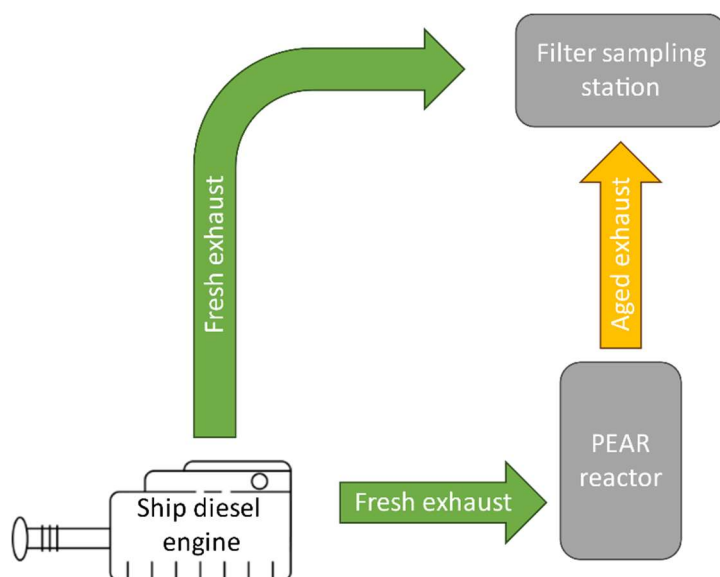 Filter sampling
station
Fresh exhaust
Aged exhaust
PEAR
reactor
Fresh exhaust
Ship diesel
engine